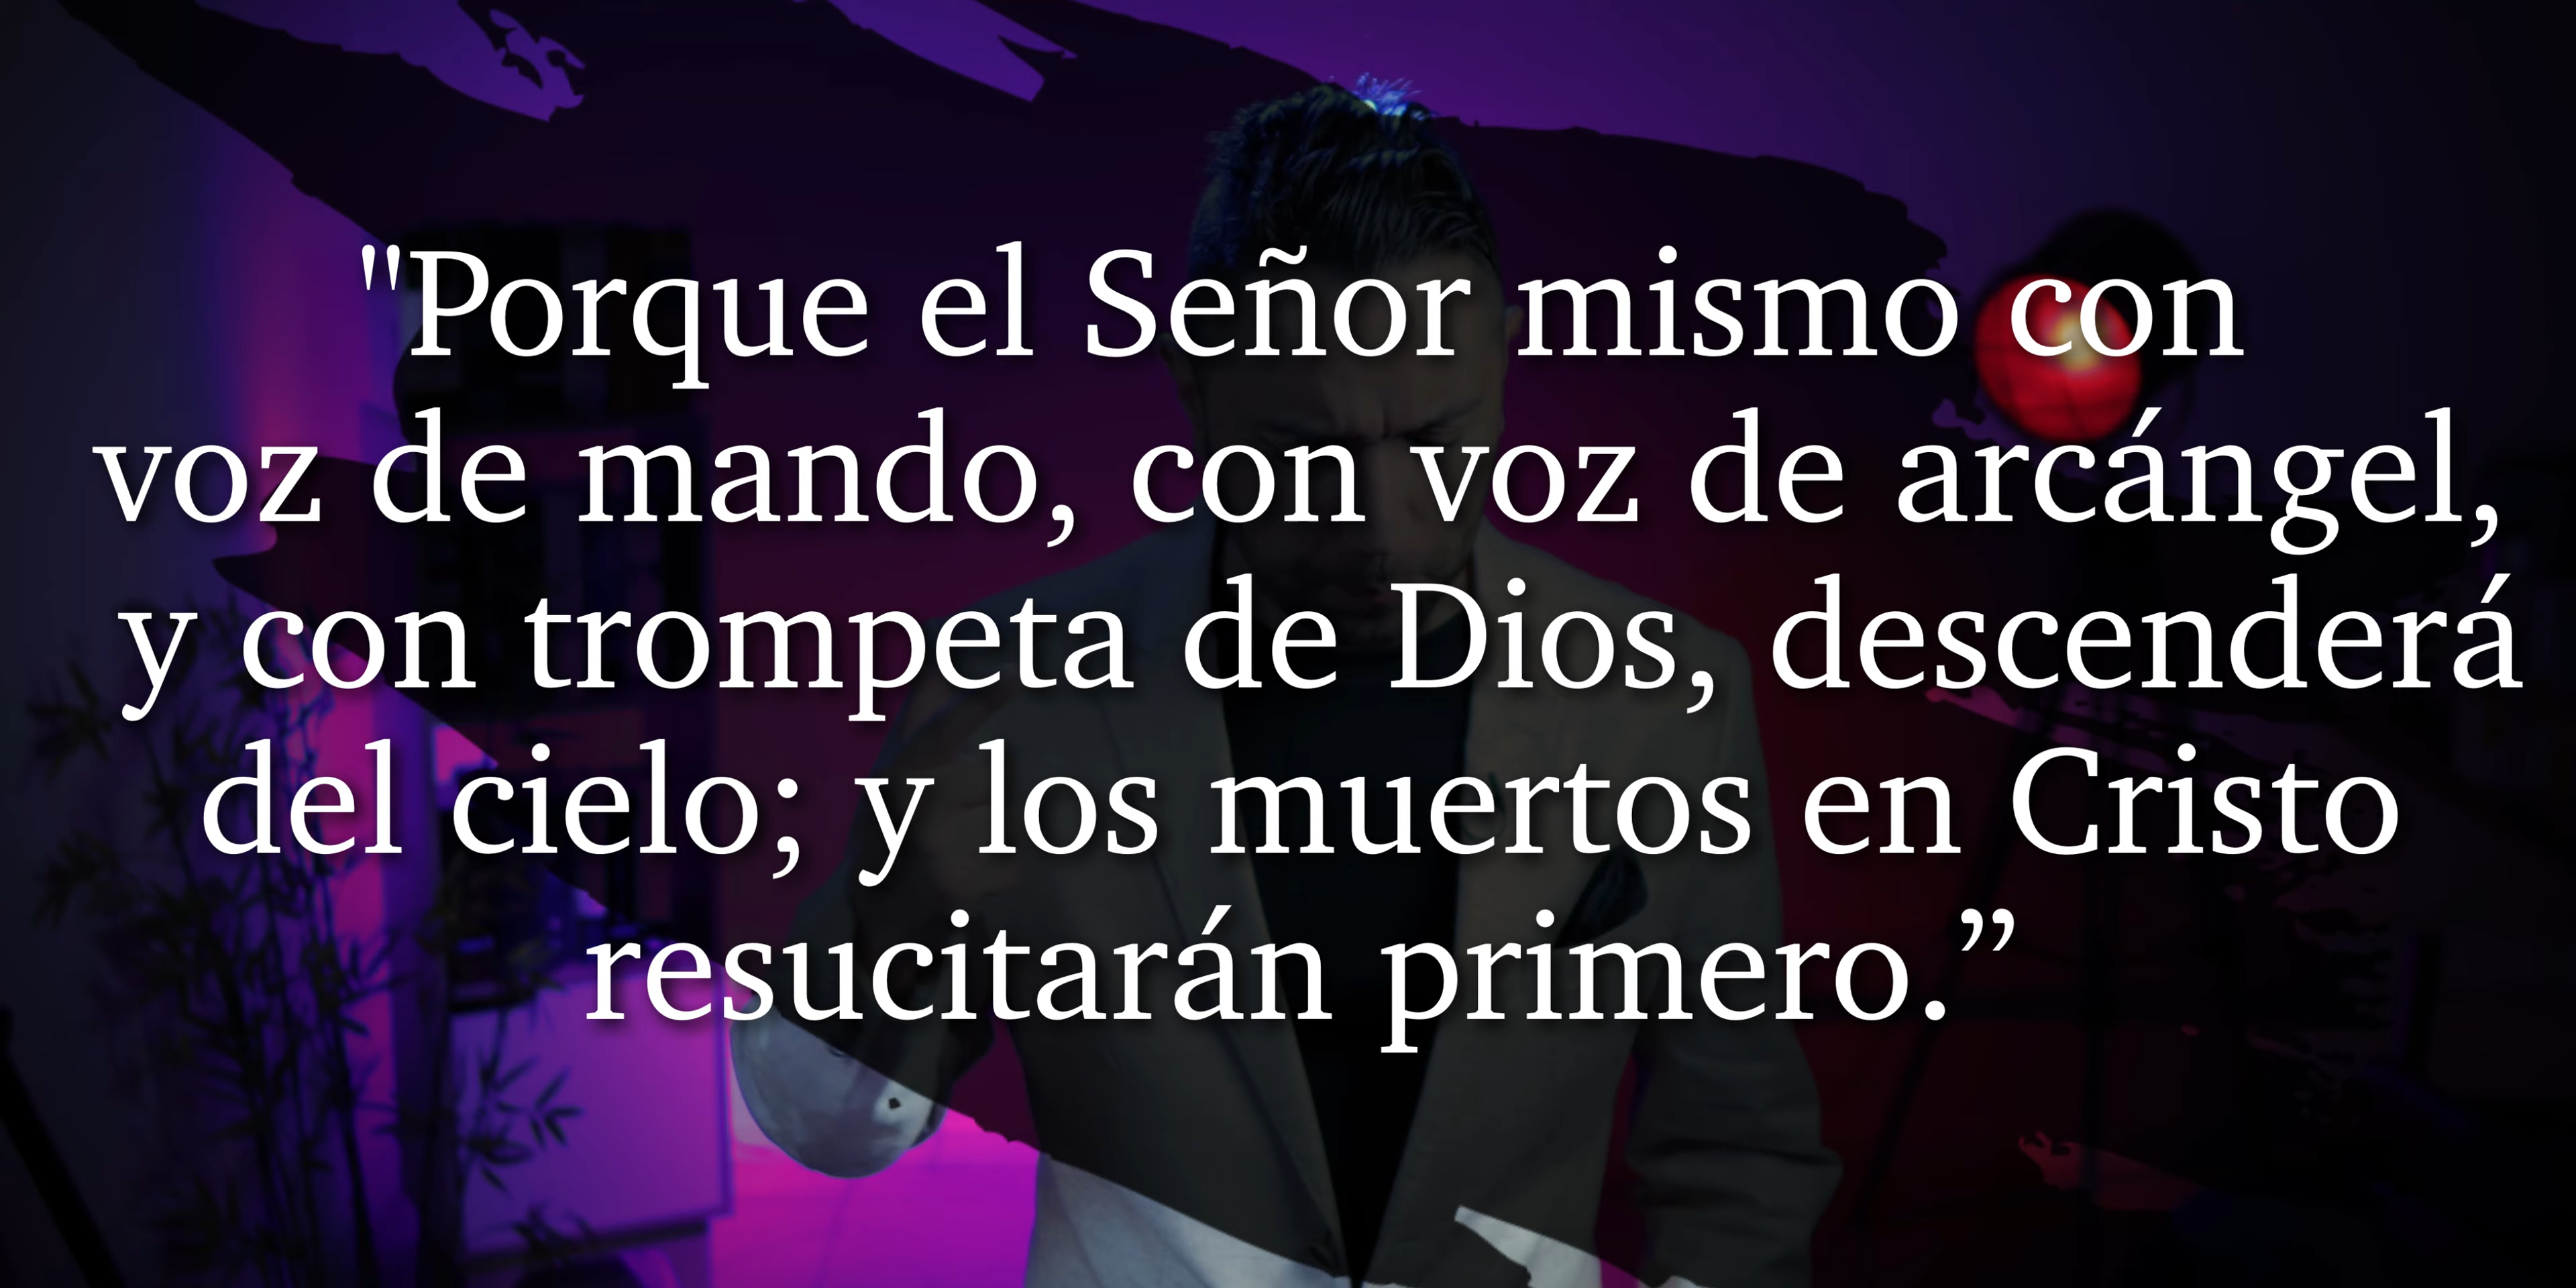 "Porque el Señor mismo con
voz de mando, con voz de arcángel,
y con trompeta de Dios, descenderá
del cielo; y los muertos en Cristo
resucitarán primero.”